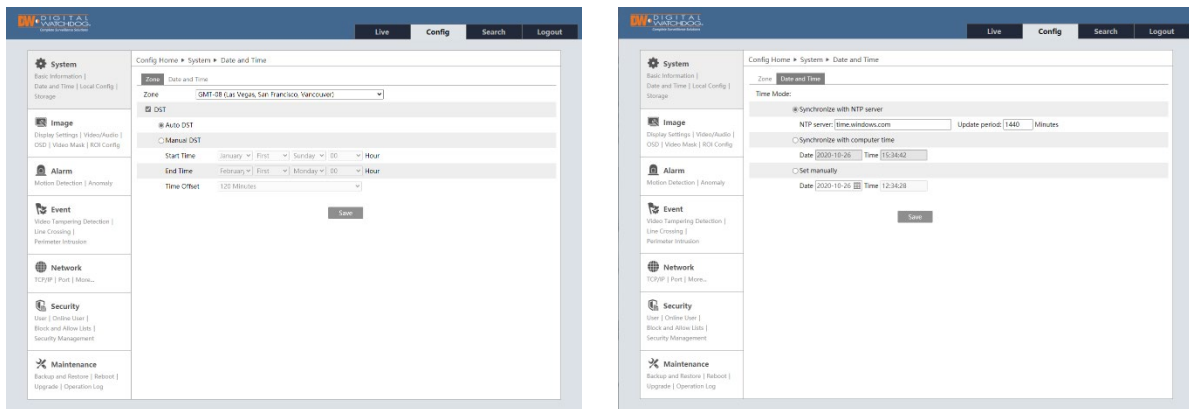 DW DIGITAL
WATCHDOG
Complete Surveillance Solutions
Live Config Search Logout
System
Basic Information |
Date and Time | Local Config |
Storage
Image
Display Settings | Video/Audio |
OSD | Video Mask | ROI Config
Alarm
Motion Detection | Anomaly
Event
Video Tampering Detection |
Line Crossing |
Perimeter Intrusion
Network
TCP/IP | Port | More...
Security
User | Online User |
Block and Allow Lists |
Security Management
Maintenance
Backup and Restore | Reboot |
Upgrade | Operation Log
Config Home ▸ System ▸ Date and Time
Zone Date and Time
Zone GMT-08 (Las Vegas, San Francisco, Vancouver)
DST
Auto DST
Manual DST
Start Time January First Sunday 00 Hour
End Time February First Monday 00 Hour
Time Offset 120 Minutes
Save
DW DIGITAL
WATCHDOG
Complete Surveillance Solutions
Live Config Search Logout
System
Basic Information |
Date and Time | Local Config |
Storage
Image
Display Settings | Video/Audio |
OSD | Video Mask | ROI Config
Alarm
Motion Detection | Anomaly
Event
Video Tampering Detection |
Line Crossing |
Perimeter Intrusion
Network
TCP/IP | Port | More...
Security
User | Online User |
Block and Allow Lists |
Security Management
Maintenance
Backup and Restore | Reboot |
Upgrade | Operation Log
Config Home ▸ System ▸ Date and Time
Zone Date and Time
Time Mode:
Synchronize with NTP server
NTP server: time.windows.com Update period: 1440 Minutes
Synchronize with computer time
Date 2020-10-26 Time 15:34:42
Set manually
Date 2020-10-26 Time 12:34:28
Save